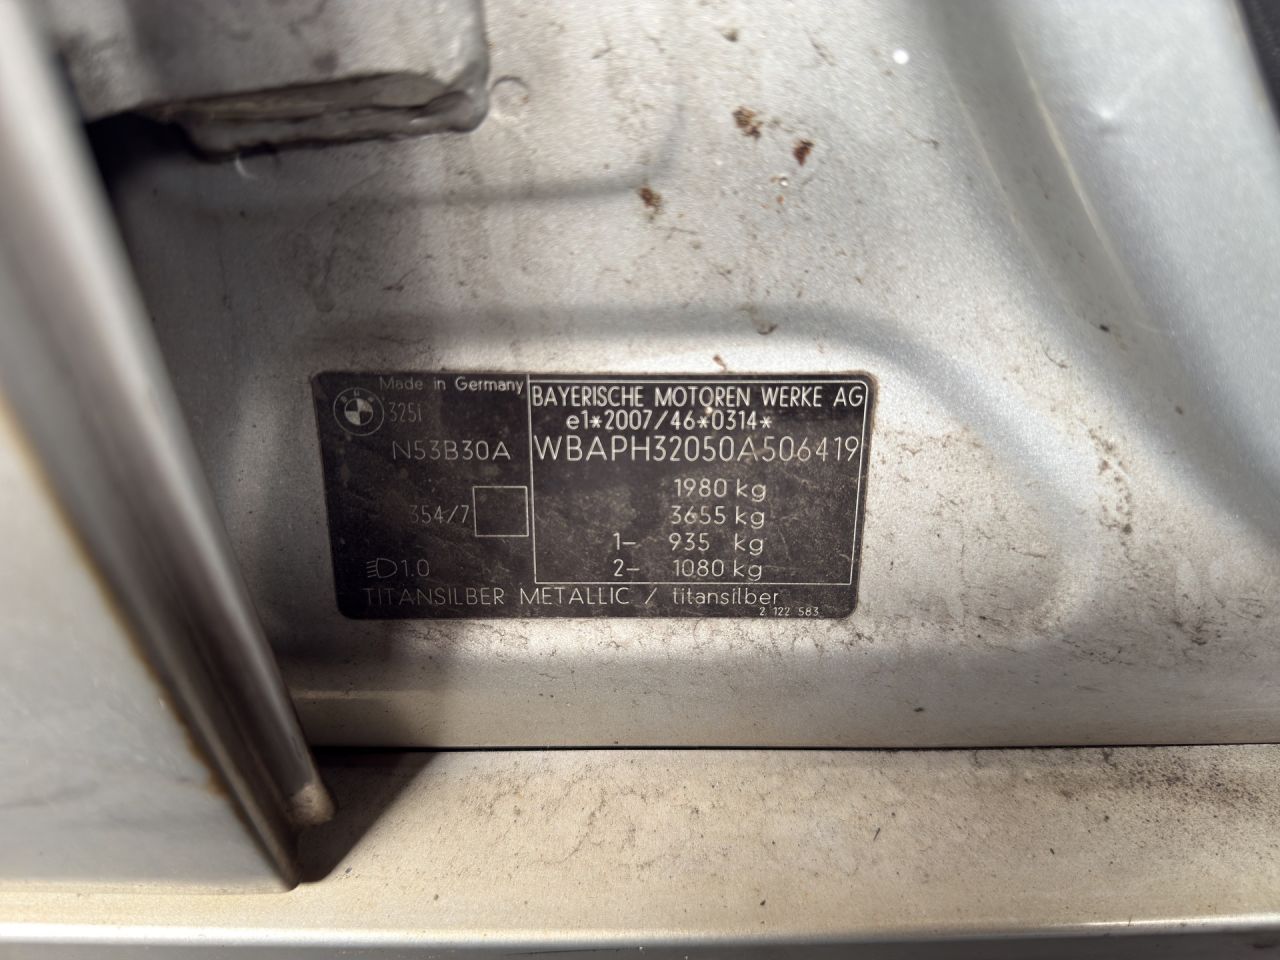 Made in Germany
325i
N53B30A
354/7
1.0
BAYERISCHE MOTOREN WERKE AG
e1*2007/46*0314*
WBAPH32050A506419
1980 kg
3655 kg
1- 935 kg
2- 1080 kg
TITANSILBER METALLIC / titansilber
2 122 583